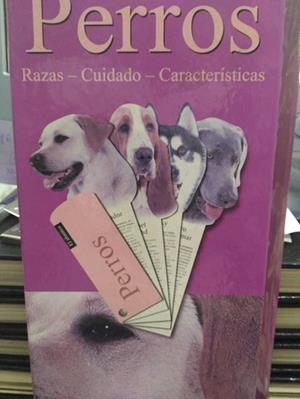 Perros
Razas – Cuidado – Características
Perros